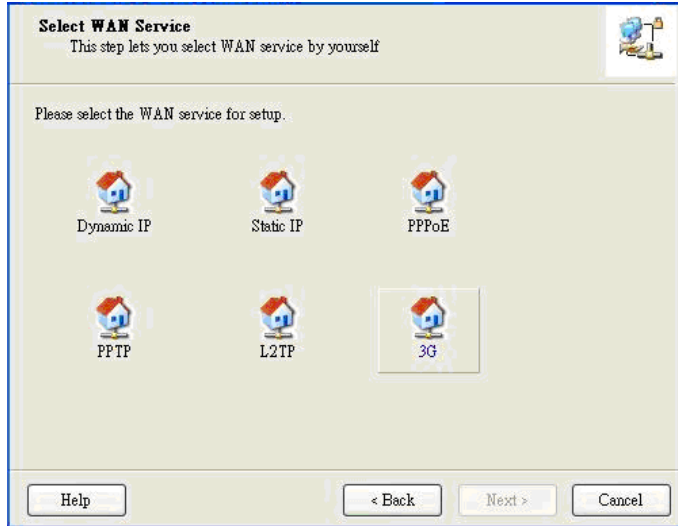 Select WAN Service
This step lets you select WAN service by yourself
Please select the WAN service for setup.
Dynamic IP
Static IP
PPPoE
PPTP
L2TP
3G
Help
< Back
Next >
Cancel